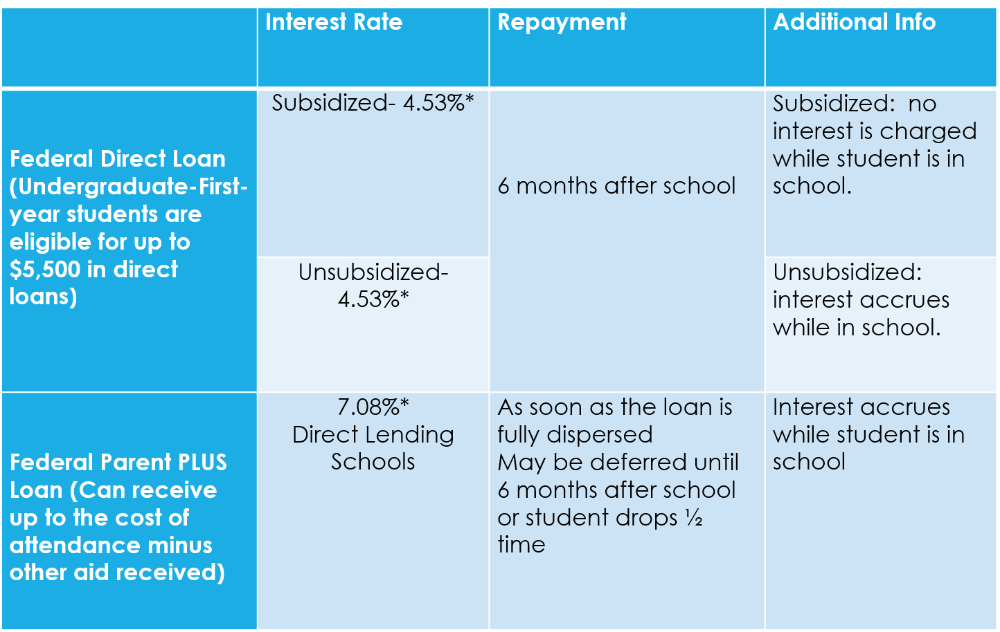 Interest Rate
Repayment
Additional Info
Federal Direct Loan
(Undergraduate-First-
year students are
eligible for up to
$5,500 in direct
loans)
Subsidized- 4.53%*
6 months after school
Subsidized:  no
interest is charged
while student is in
school.
Unsubsidized-
4.53%*
Unsubsidized:
interest accrues
while in school.
Federal Parent PLUS
Loan (Can receive
up to the cost of
attendance minus
other aid received)
7.08%*
Direct Lending
Schools
As soon as the loan is
fully dispersed
May be deferred until
6 months after school
or student drops ½
time
Interest accrues
while student is in
school